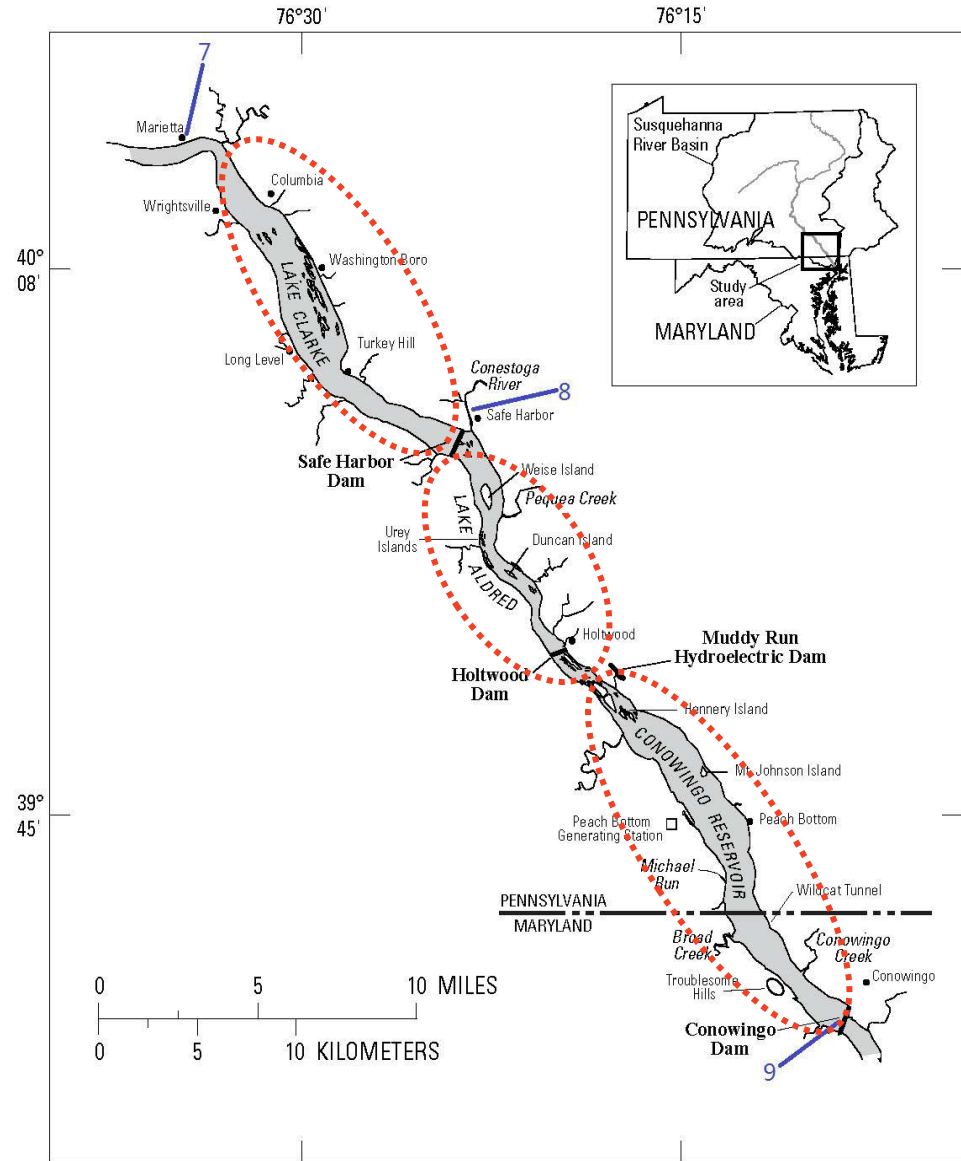 76°30'
76°15'
7
Marietta
Columbia
Wrightsville
Susquehanna
River Basin
PENNSYLVANIA
Study
area
MARYLAND
40°
08'
Washington Boro
LAKE CLARKE
Long Level
Turkey Hill
Conestoga
River
8
Safe Harbor
Safe Harbor
Dam
Weise Island
Pequea Creek
LAKE
ALDRED
Urey
Islands
Duncan Island
Holtwood
Muddy Run
Hydroelectric Dam
Holtwood
Dam
Hennery Island
CONOWINGO RESERVOIR
Mt. Johnson Island
39°
45'
Peach Bottom
Generating Station
Peach Bottom
Michael
Run
Wildcat Tunnel
PENNSYLVANIA
MARYLAND
Broad
Creek
Conowingo
Creek
Troublesome
Hills
Conowingo
0 5 10 MILES
0 5 10 KILOMETERS
Conowingo
Dam
9